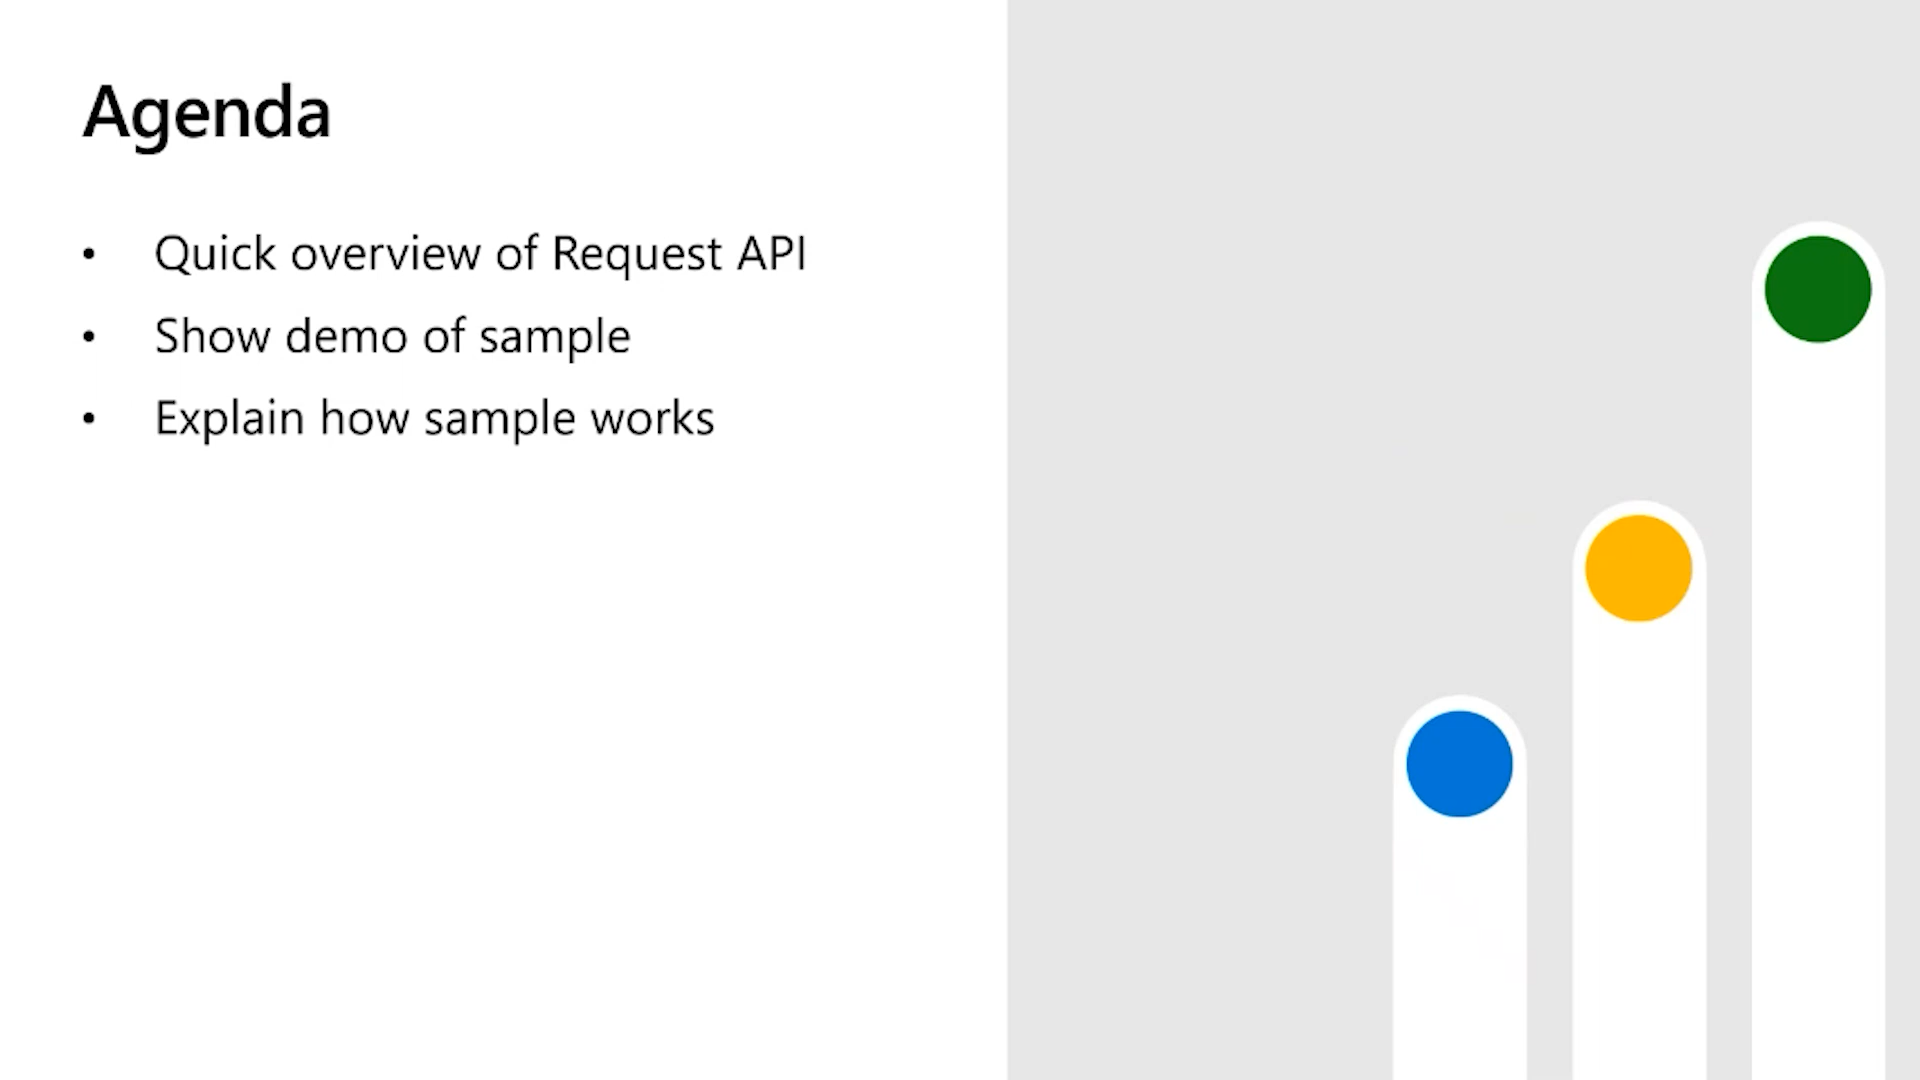 Agenda
• Quick overview of Request API
• Show demo of sample
• Explain how sample works